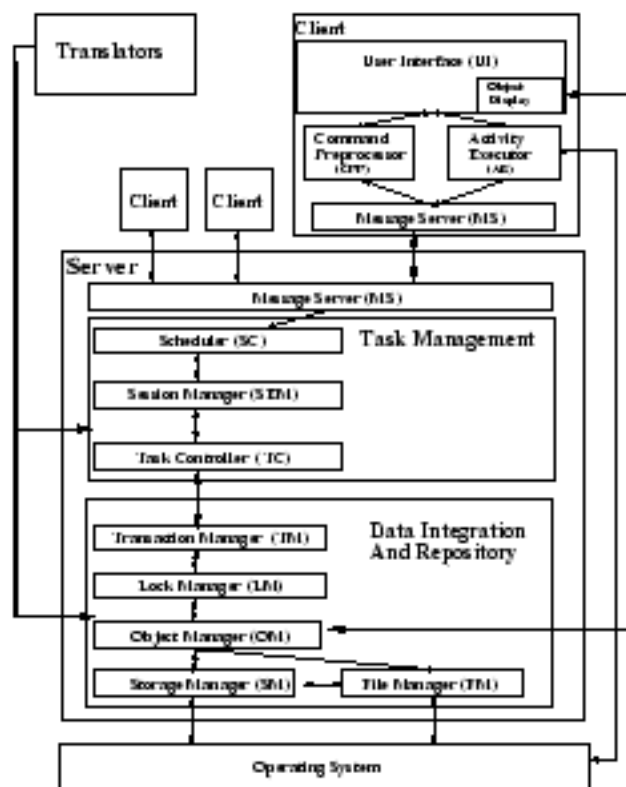 Translators
Client
User Interface (UI)
Object
Display
Command
Preprocessor
(CPP)
Activity
Executor
(AE)
Message Server (MS)
Client
Client
Server
Message Server (MS)
Task Management
Scheduler (SC)
Session Manager (SEM)
Task Controller (TC)
Data Integration
And Repository
Transaction Manager (TM)
Lock Manager (LM)
Object Manager (OM)
Storage Manager (SM)
File Manager (FM)
Operating System